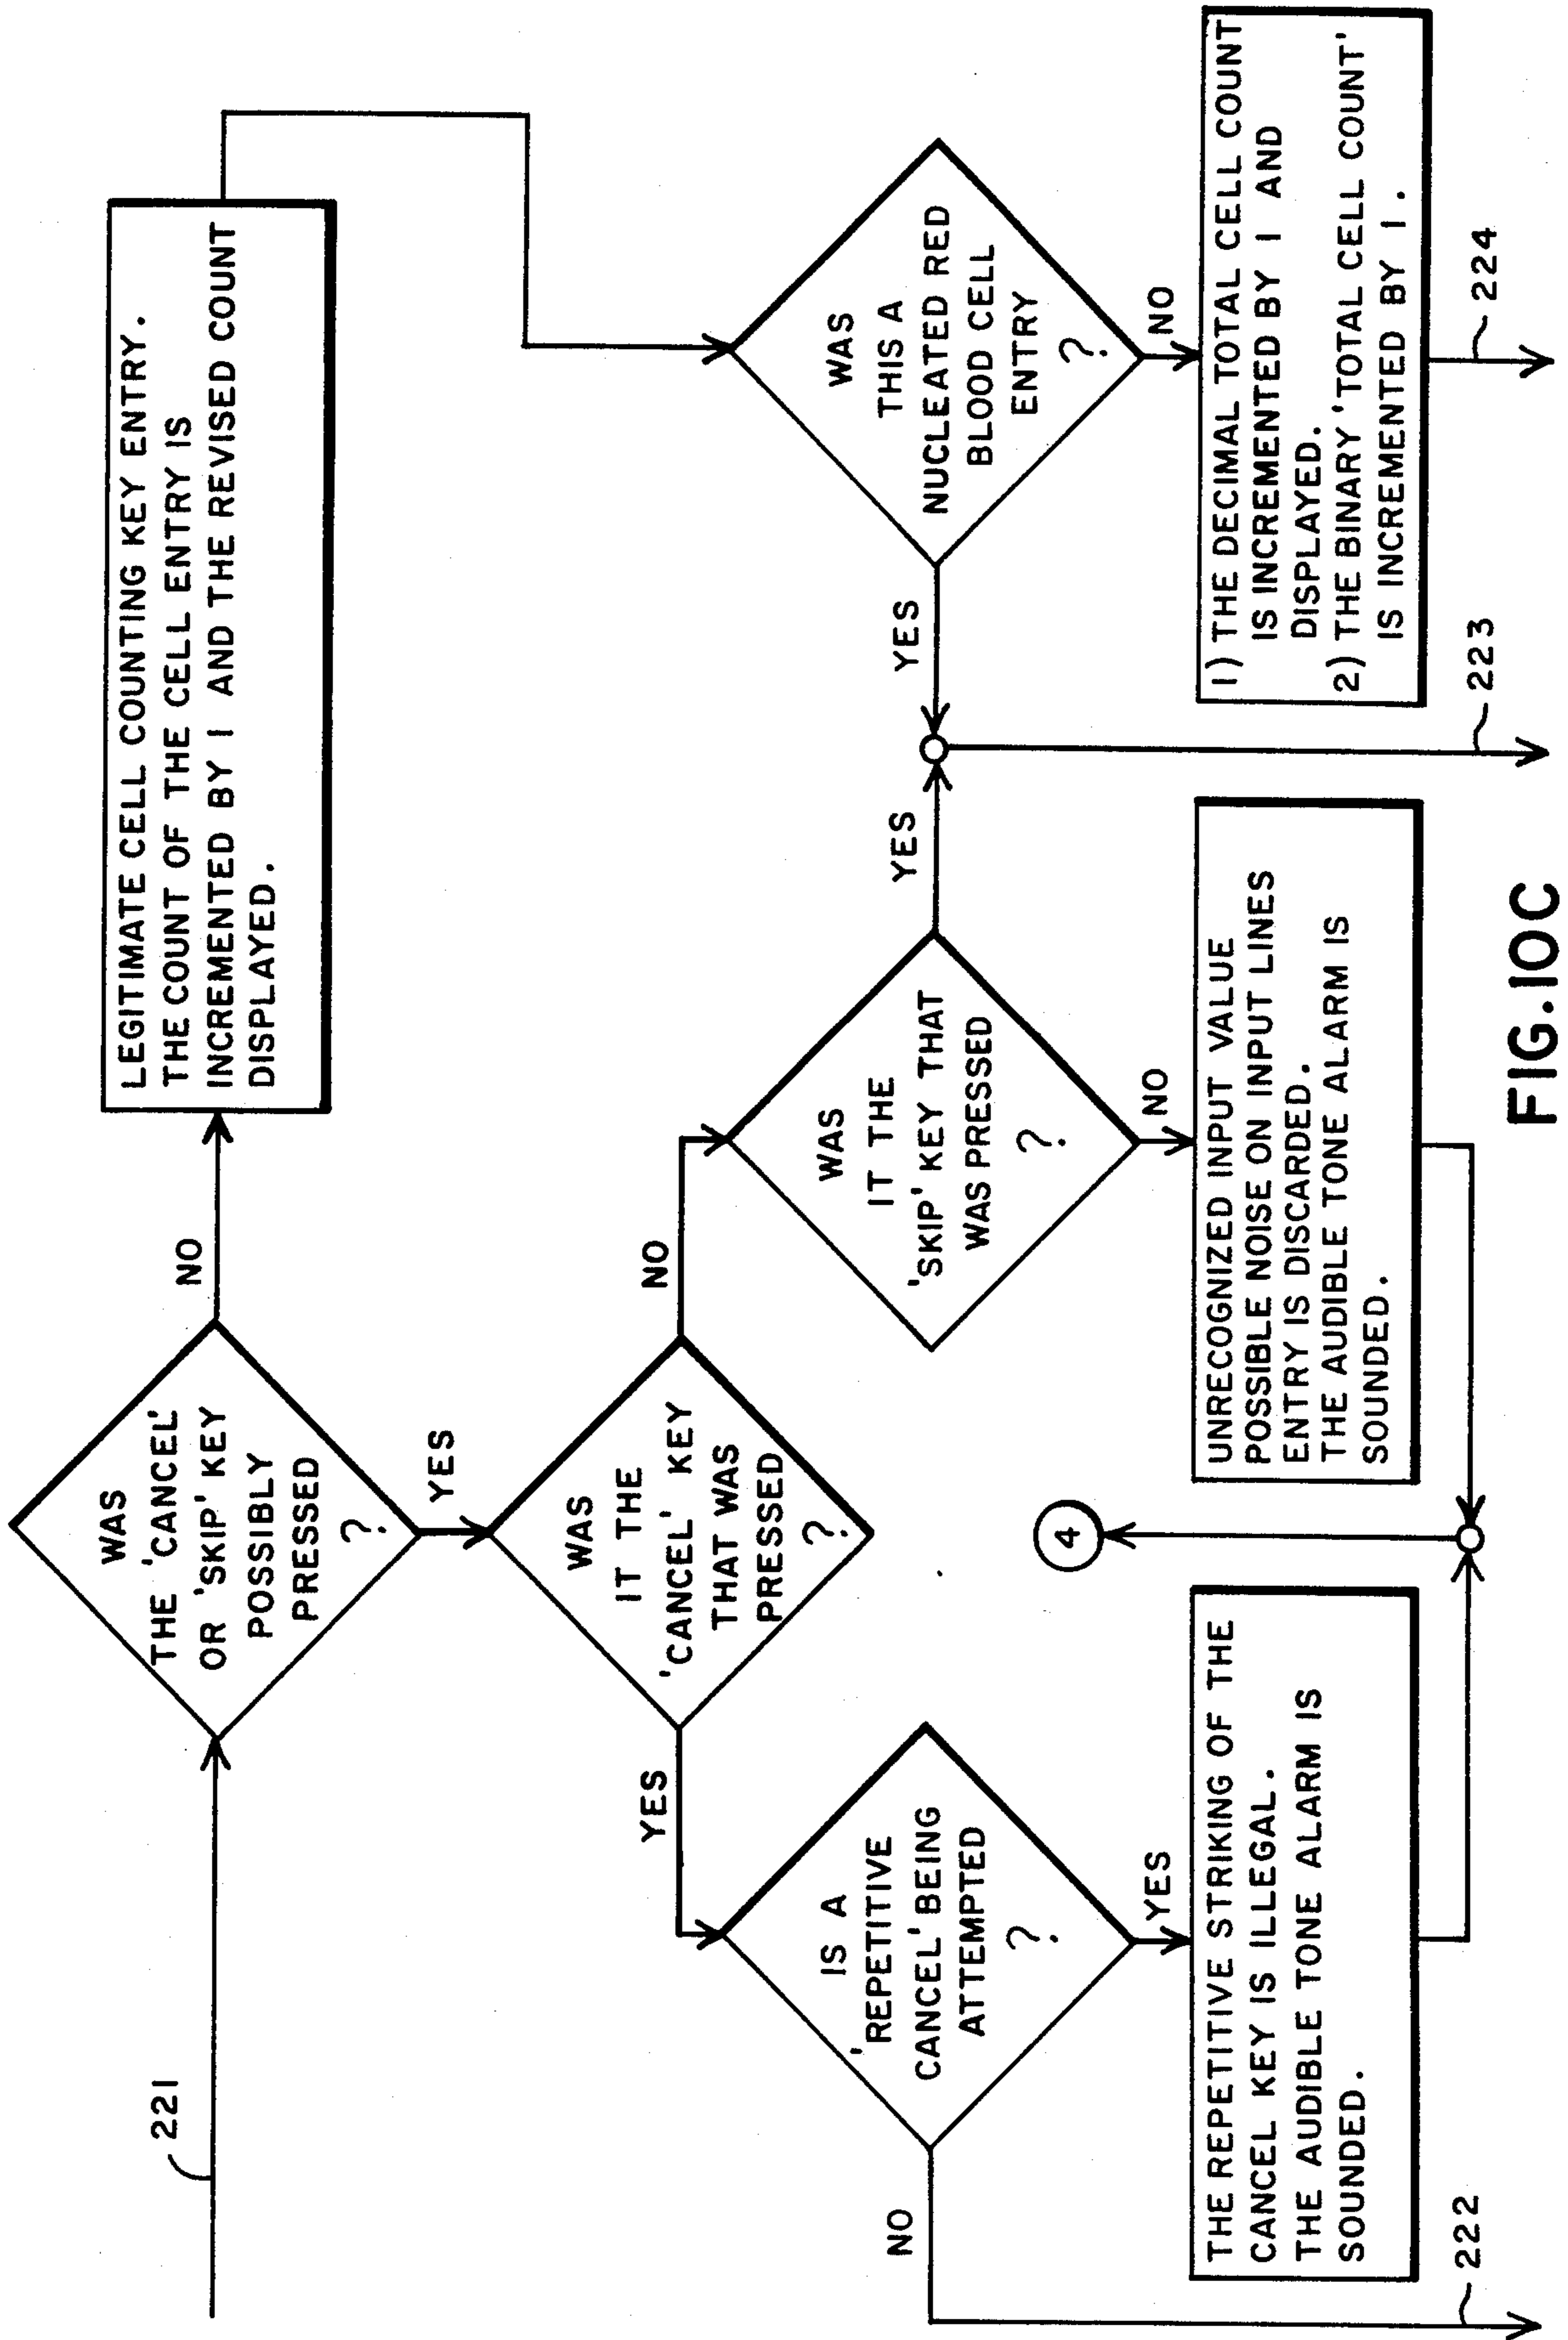 221
WAS
THE 'CANCEL'
OR 'SKIP' KEY
POSSIBLY
PRESSED
?
NO
LEGITIMATE CELL COUNTING KEY ENTRY.
THE COUNT OF THE CELL ENTRY IS
INCREMENTED BY 1 AND THE REVISED COUNT
DISPLAYED.
YES
WAS
IT THE
'CANCEL' KEY
THAT WAS
PRESSED
?
YES
NO
IS A
'REPETITIVE
CANCEL' BEING
ATTEMPTED
?
NO
YES
WAS
IT THE
'SKIP' KEY THAT
WAS PRESSED
?
YES
NO
WAS
THIS A
NUCLEATED RED
BLOOD CELL
ENTRY
?
YES
NO
THE REPETITIVE STRIKING OF THE
CANCEL KEY IS ILLEGAL.
THE AUDIBLE TONE ALARM IS
SOUNDED.
4
UNRECOGNIZED INPUT VALUE
POSSIBLE NOISE ON INPUT LINES
ENTRY IS DISCARDED.
THE AUDIBLE TONE ALARM IS
SOUNDED.
1) THE DECIMAL TOTAL CELL COUNT
IS INCREMENTED BY 1 AND
DISPLAYED.
2) THE BINARY 'TOTAL CELL COUNT'
IS INCREMENTED BY 1.
222
223
224
FIG.10C